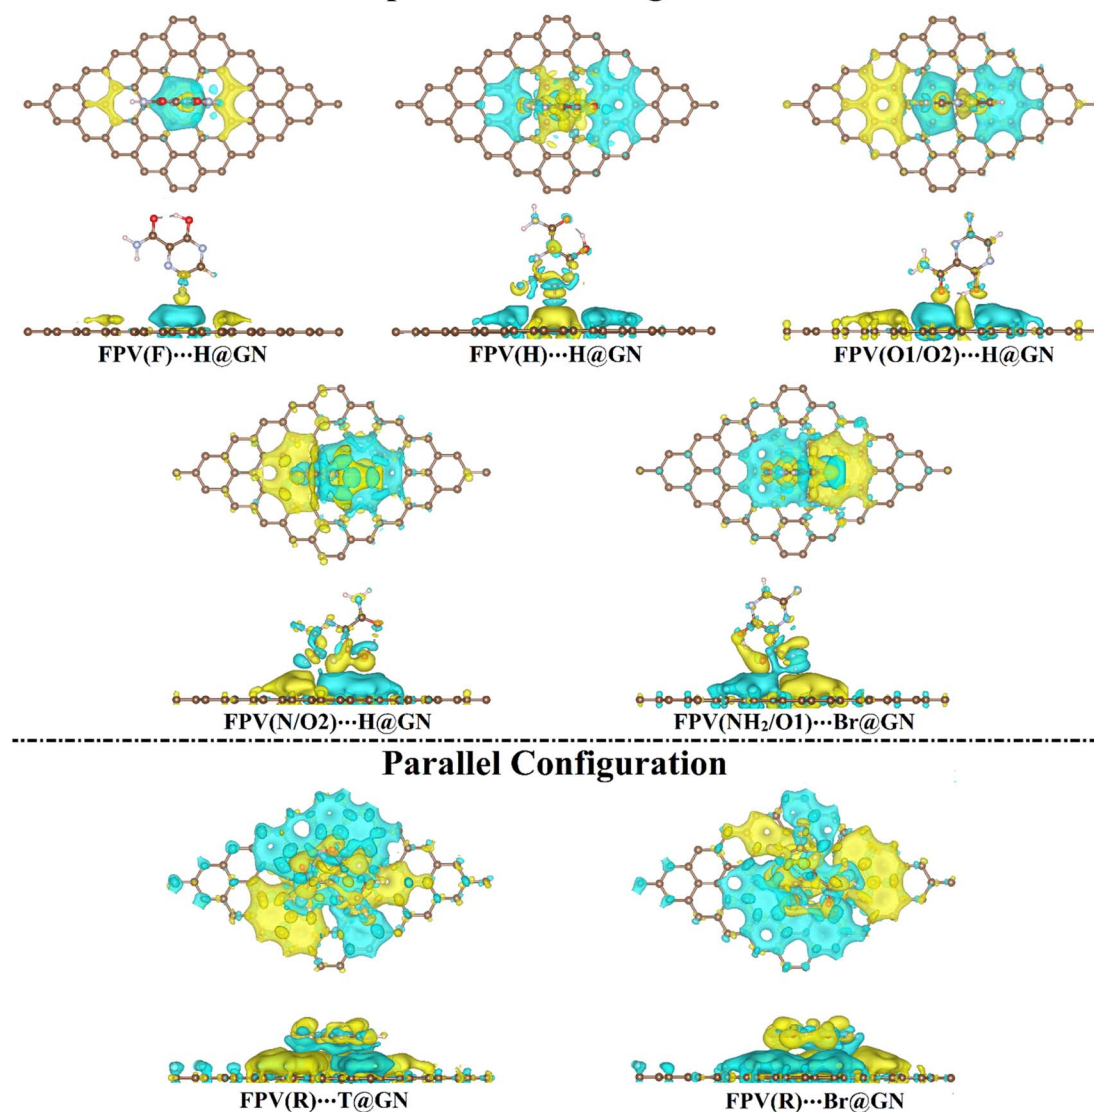 FPV(F)···H@GN
FPV(H)···H@GN
FPV(O1/O2)···H@GN
FPV(N/O2)···H@GN
FPV(NH₂/O1)···Br@GN
Parallel Configuration
FPV(R)···T@GN
FPV(R)···Br@GN